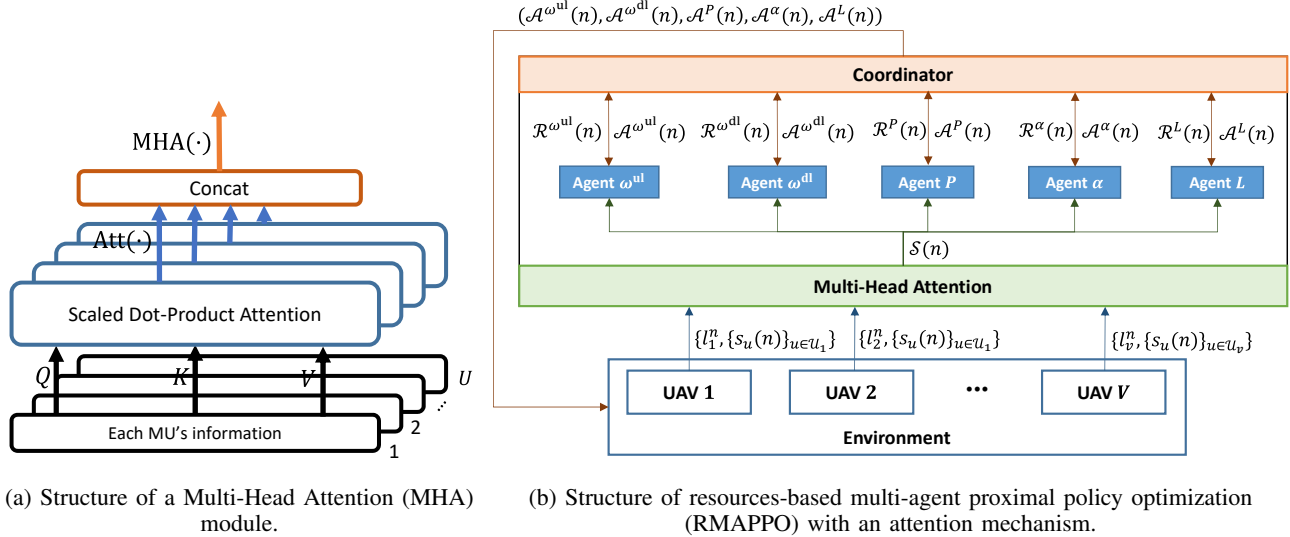 MHA(·)
Concat
Att(·)
Scaled Dot-Product Attention
Q K V U
...
2
Each MU's information
1
(a) Structure of a Multi-Head Attention (MHA)
module.
(𝒜^{ω^{ul}}(n), 𝒜^{ω^{dl}}(n), 𝒜^P(n), 𝒜^α(n), 𝒜^L(n))
Coordinator
ℛ^{ω^{ul}}(n) 𝒜^{ω^{ul}}(n) ℛ^{ω^{dl}}(n) 𝒜^{ω^{dl}}(n) ℛ^P(n) 𝒜^P(n) ℛ^α(n) 𝒜^α(n) ℛ^L(n) 𝒜^L(n)
Agent ω^{ul} Agent ω^{dl} Agent P Agent α Agent L
𝒮(n)
Multi-Head Attention
{l_1^n, {s_u(n)}_{u∈𝒰_1}} {l_2^n, {s_u(n)}_{u∈𝒰_1}} {l_v^n, {s_u(n)}_{u∈𝒰_v}}
UAV 1 UAV 2 ••• UAV V
Environment
(b) Structure of resources-based multi-agent proximal policy optimization
(RMAPPO) with an attention mechanism.